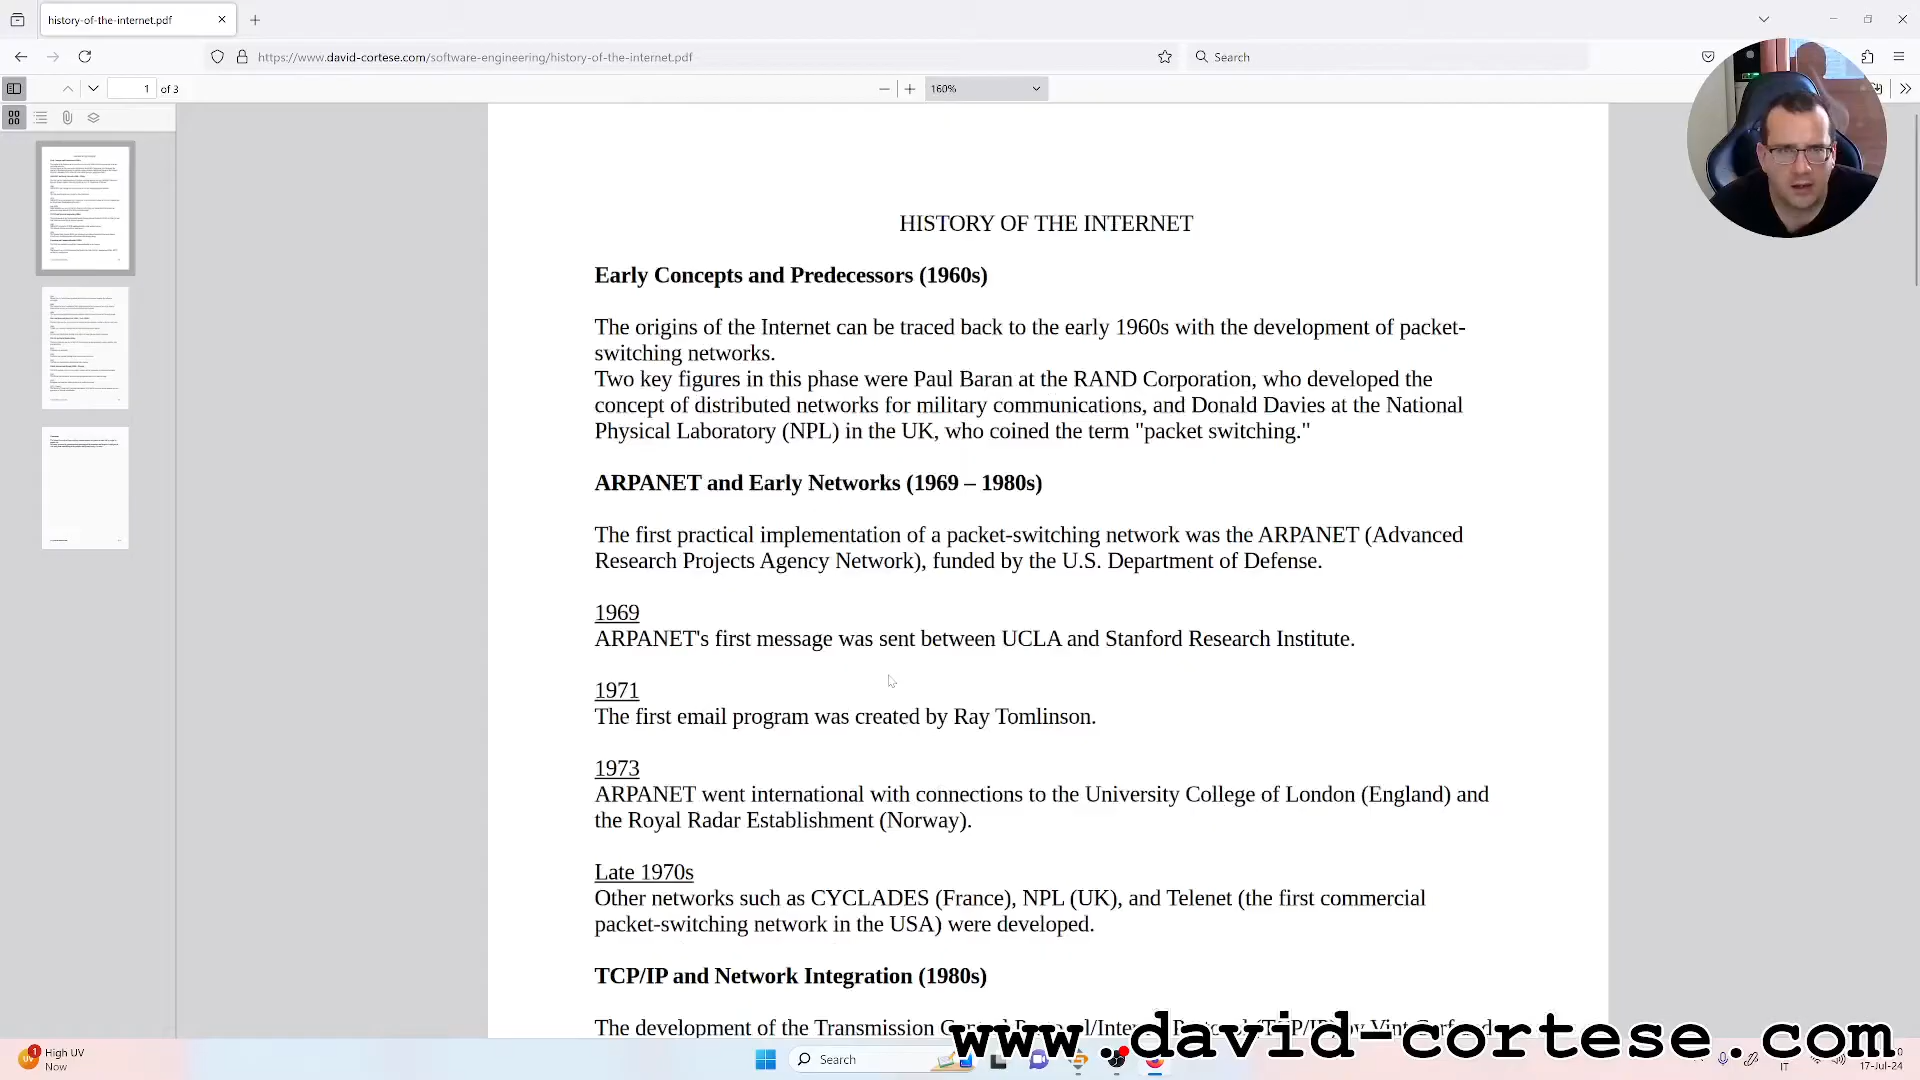 history-of-the-internet.pdf
https://www.david-cortese.com/software-engineering/history-of-the-internet.pdf
Search
1 of 3
160%
HISTORY OF THE INTERNET
Early Concepts and Predecessors (1960s)
The origins of the Internet can be traced back to the early 1960s with the development of packet-
switching networks.
Two key figures in this phase were Paul Baran at the RAND Corporation, who developed the
concept of distributed networks for military communications, and Donald Davies at the National
Physical Laboratory (NPL) in the UK, who coined the term "packet switching."
ARPANET and Early Networks (1969 – 1980s)
The first practical implementation of a packet-switching network was the ARPANET (Advanced
Research Projects Agency Network), funded by the U.S. Department of Defense.
1969
ARPANET's first message was sent between UCLA and Stanford Research Institute.
1971
The first email program was created by Ray Tomlinson.
1973
ARPANET went international with connections to the University College of London (England) and
the Royal Radar Establishment (Norway).
Late 1970s
Other networks such as CYCLADES (France), NPL (UK), and Telenet (the first commercial
packet-switching network in the USA) were developed.
TCP/IP and Network Integration (1980s)
The development of the Transmission
www.david-cortese.com
High UV
Now
1
Search
IT
17-Jul-24